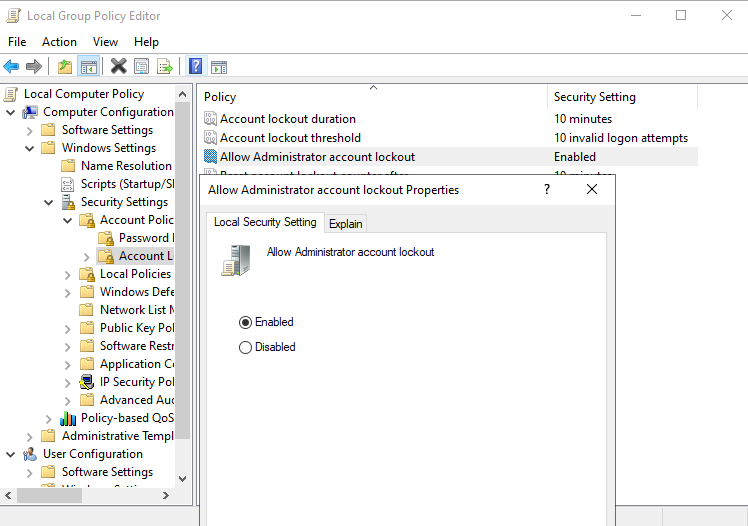 Local Group Policy Editor
File Action View Help
?
Local Computer Policy
Computer Configuration
Software Settings
Windows Settings
Name Resolution
Scripts (Startup/Sl
Security Settings
Account Polic
Password
Account L
Local Policies
Windows Defe
Network List M
Public Key Pol
Software Restr
Application Co
IP Security Pol
Advanced Aud
Policy-based QoS
Administrative Templ
User Configuration
Software Settings
Policy Security Setting
Account lockout duration 10 minutes
Account lockout threshold 10 invalid logon attempts
Allow Administrator account lockout Enabled
Allow Administrator account lockout Properties ?
Local Security Setting Explain
Allow Administrator account lockout
Enabled
Disabled